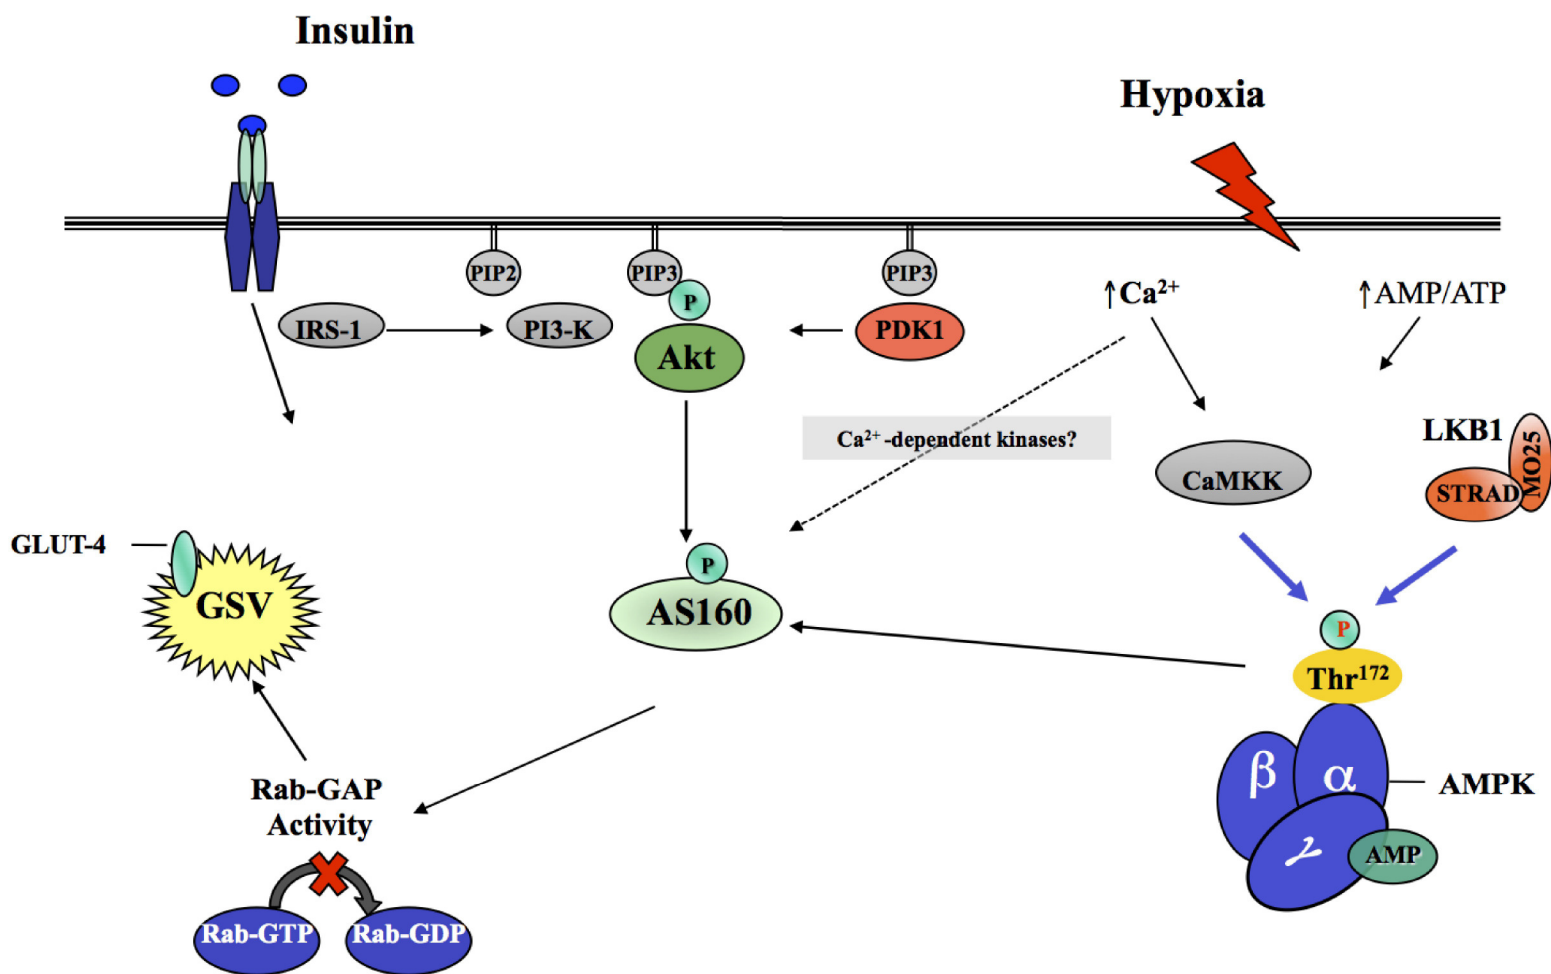 Insulin
Hypoxia
PIP2
PIP3
P
PIP3
↑Ca²⁺
↑AMP/ATP
IRS-1
PI3-K
Akt
PDK1
Ca²⁺ -dependent kinases?
LKB1
MO25
STRAD
CaMKK
GLUT-4
GSV
P
AS160
P
Thr¹⁷²
β
α
AMPK
γ
AMP
Rab-GAP
Activity
Rab-GTP
Rab-GDP